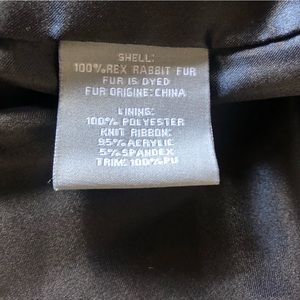 SHELL:
100%REX RABBIT FUR
FUR IS DYED
FUR ORIGINE:CHINA
LINING:
100% POLYESTER
KNIT RIBBON:
95% ACRYLIC
5% SPANDEX
TRIM: 100%PU